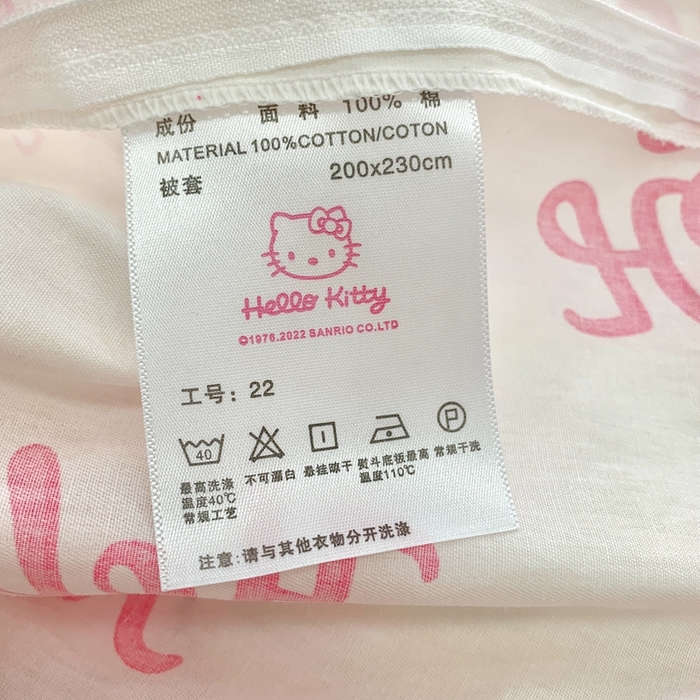 成份 面料 100% 棉
MATERIAL 100%COTTON/COTON
被套 200x230cm
Hello Kitty
©1976.2022 SANRIO CO.LTD
工号：22
40 P
最高洗涤温度40℃常规工艺
不可漂白
悬挂晾干
熨斗底板最高温度110℃
常规干洗
注意：请与其他衣物分开洗涤